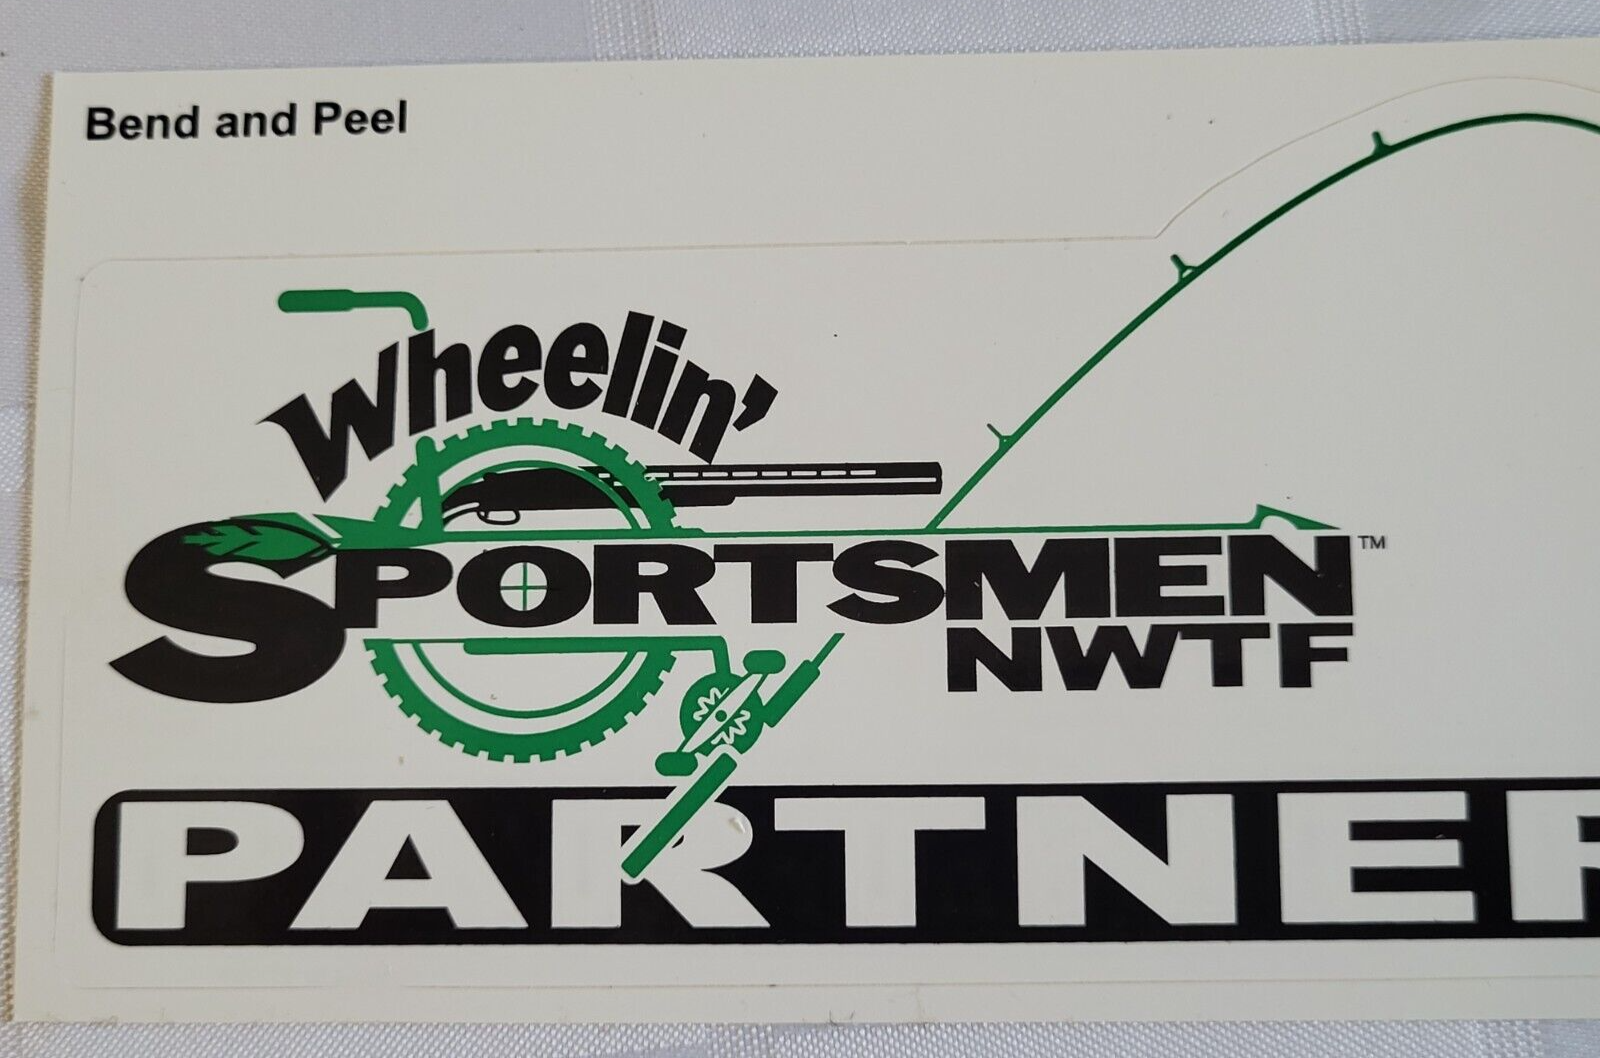 Bend and Peel
Wheelin'
SPORTSMEN™
NWTF
PARTNER